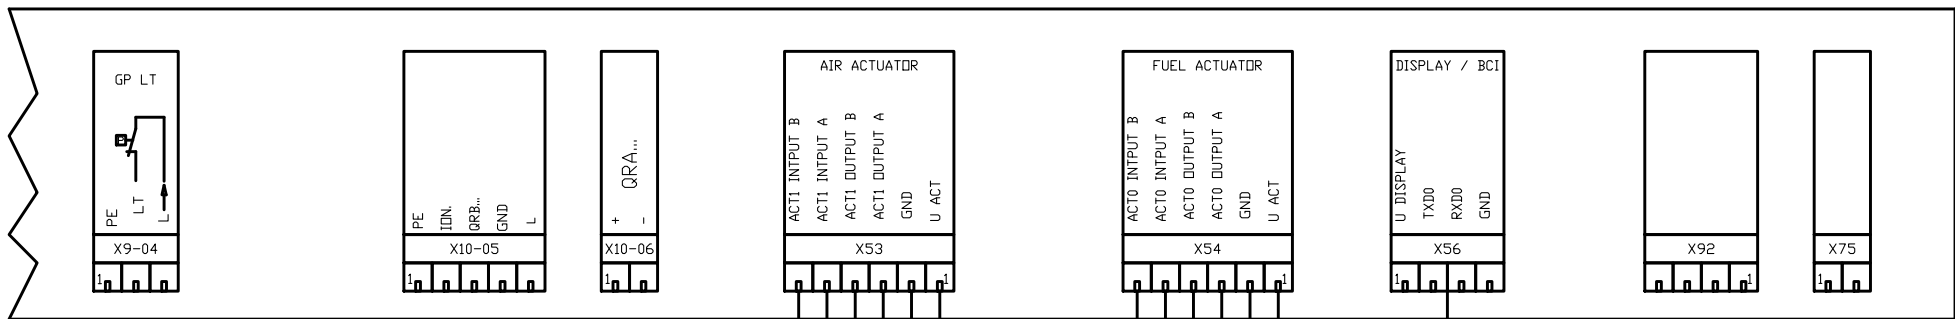 GP LT
PE
LT
L
X9-04
1
PE
ION.
QRB...
GND
L
X10-05
1
QRA...
+
-
X10-06
1
AIR ACTUATOR
ACT1 INTPUT B
ACT1 INTPUT A
ACT1 OUTPUT B
ACT1 OUTPUT A
GND
U ACT
X53
1
FUEL ACTUATOR
ACT0 INTPUT B
ACT0 INTPUT A
ACT0 OUTPUT B
ACT0 OUTPUT A
GND
U ACT
X54
1
DISPLAY / BCI
U DISPLAY
TXD0
RXD0
GND
X56
1
X92
1
X75
1